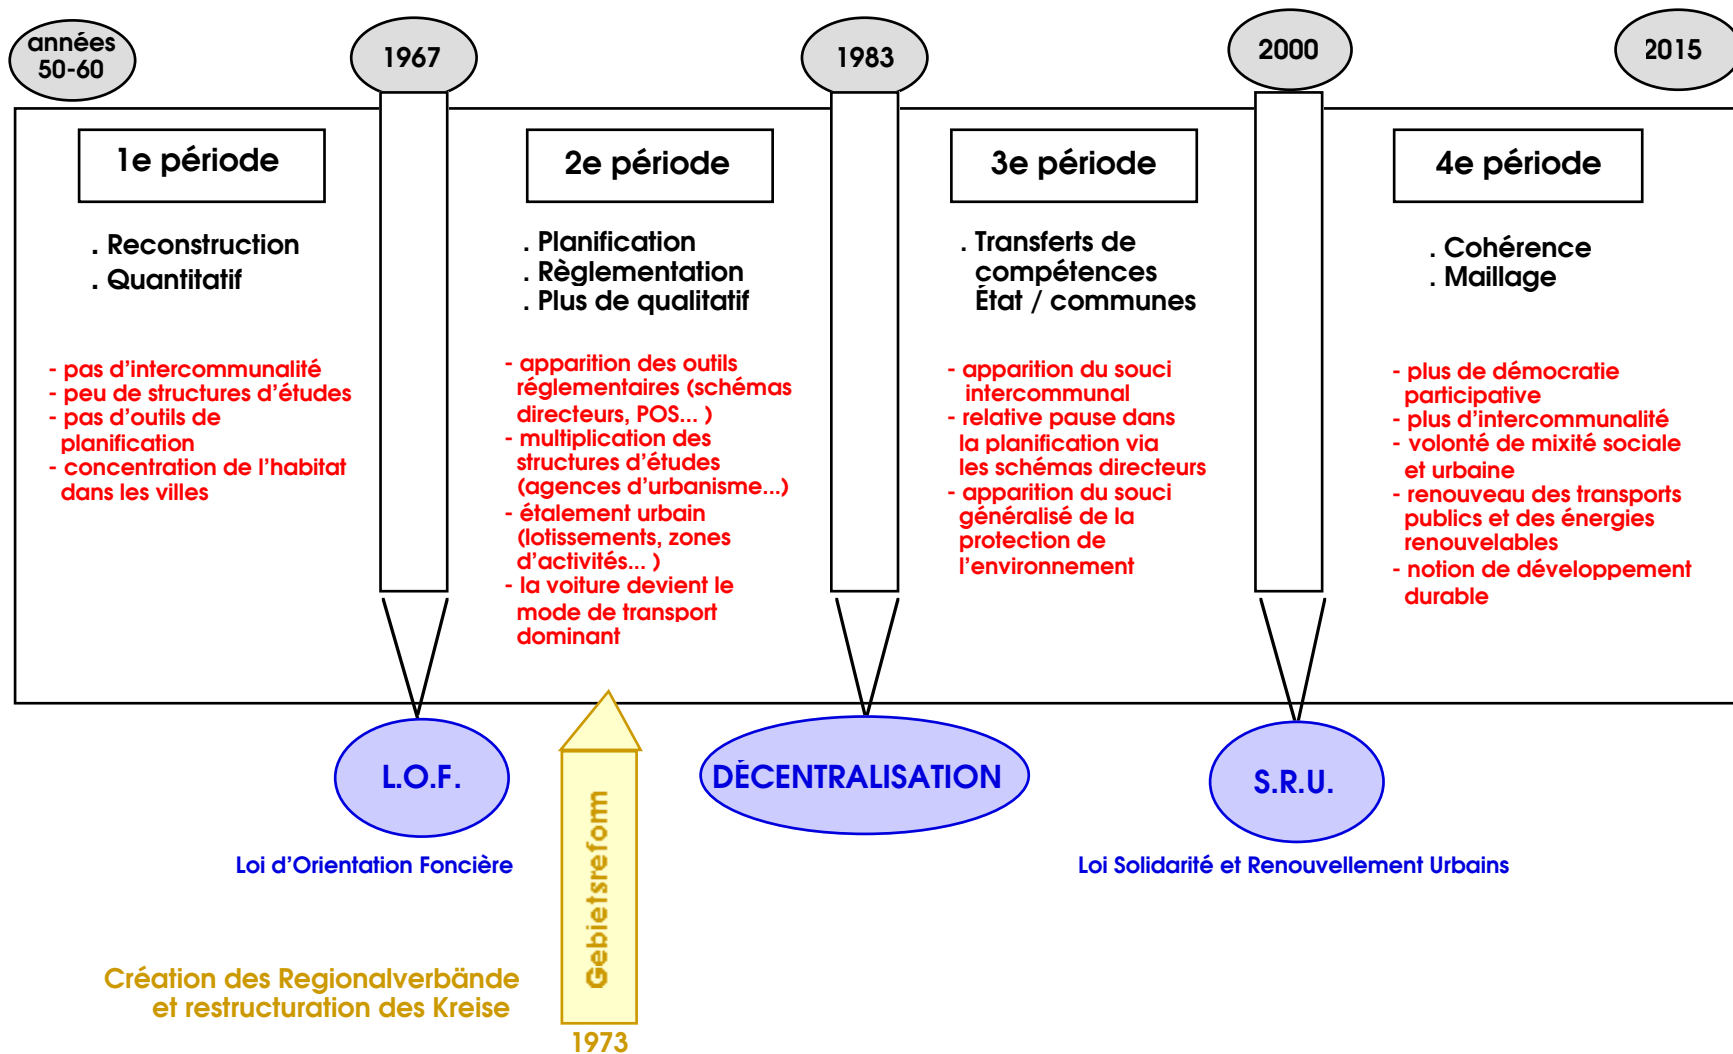 années
50-60
1967
1983
2000
2015
1e période
. Reconstruction
. Quantitatif
- pas d’intercommunalité
- peu de structures d’études
- pas d’outils de
planification
- concentration de l’habitat
dans les villes
2e période
. Planification
. Règlementation
. Plus de qualitatif
- apparition des outils
réglementaires (schémas
directeurs, POS... )
- multiplication des
structures d’études
(agences d’urbanisme...)
- étalement urbain
(lotissements, zones
d’activités... )
- la voiture devient le
mode de transport
dominant
3e période
. Transferts de
compétences
État / communes
- apparition du souci
intercommunal
- relative pause dans
la planification via
les schémas directeurs
- apparition du souci
généralisé de la
protection de
l’environnement
4e période
. Cohérence
. Maillage
- plus de démocratie
participative
- plus d’intercommunalité
- volonté de mixité sociale
et urbaine
- renouveau des transports
publics et des énergies
renouvelables
- notion de développement
durable
L.O.F.
DÉCENTRALISATION
S.R.U.
Loi d’Orientation Foncière
Loi Solidarité et Renouvellement Urbains
Gebietsreform
Création des Regionalverbände
et restructuration des Kreise
1973